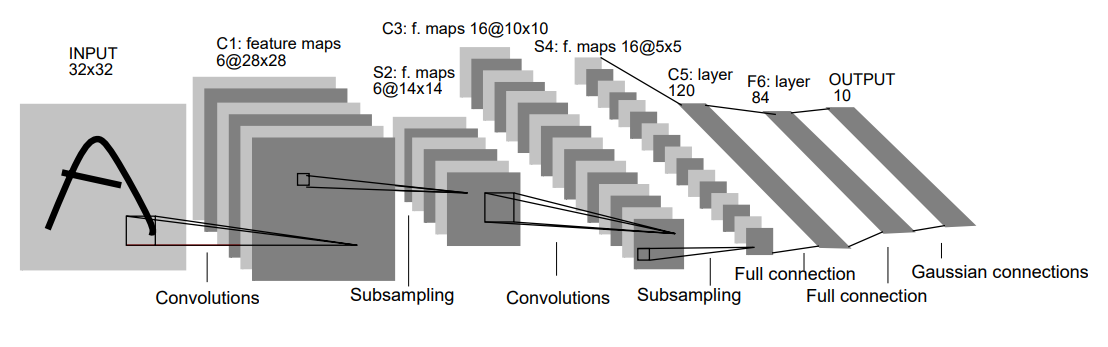 INPUT
32x32
C1: feature maps
6@28x28
S2: f. maps
6@14x14
C3: f. maps 16@10x10
S4: f. maps 16@5x5
C5: layer
120
F6: layer
84
OUTPUT
10
Convolutions
Subsampling
Convolutions
Subsampling
Full connection
Full connection
Gaussian connections